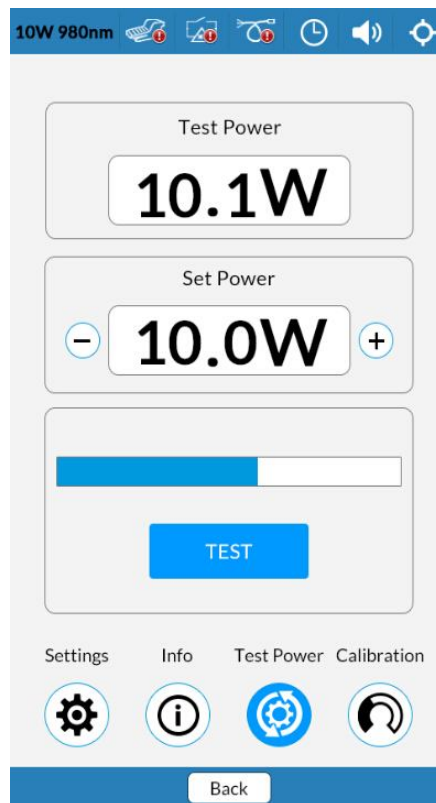 10W 980nm
Test Power
10.1W
Set Power
10.0W
TEST
Settings Info Test Power Calibration
Back